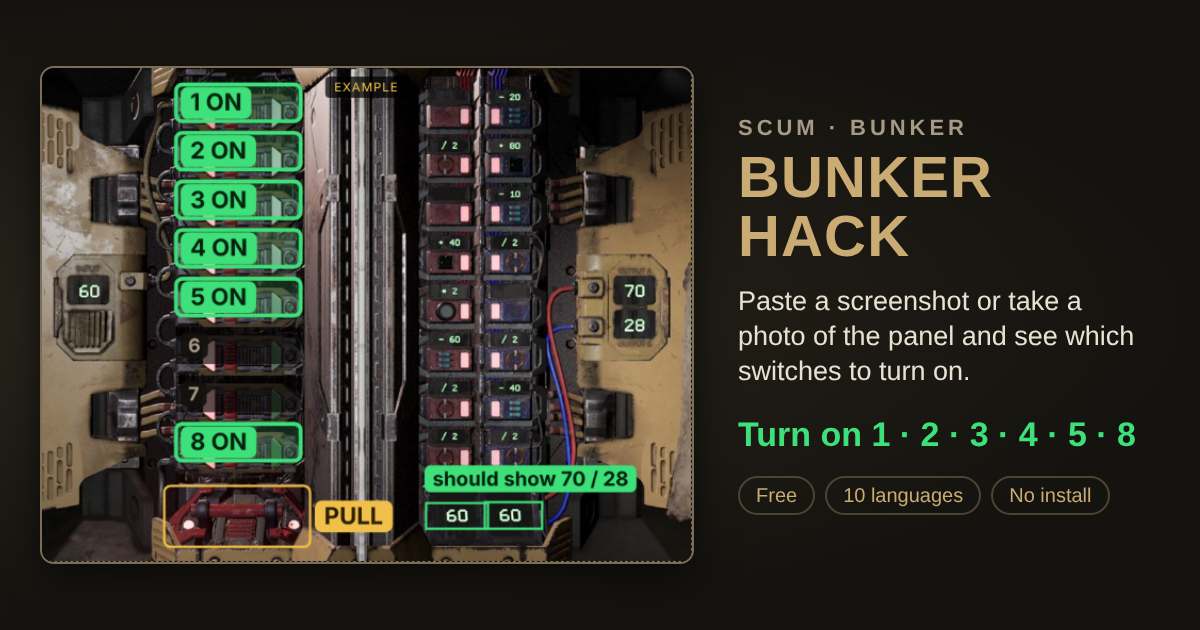 EXAMPLE
1 ON
2 ON
3 ON
4 ON
5 ON
6
7
8 ON
PULL
60
- 20
/ 2
+ 80
- 10
+ 40
/ 2
* 2
- 60
/ 2
/ 2
- 40
/ 2
/ 2
should show 70 / 28
60
60
70
28
SCUM · BUNKER
BUNKER
HACK
Paste a screenshot or take a
photo of the panel and see which
switches to turn on.
Turn on 1 · 2 · 3 · 4 · 5 · 8
Free
10 languages
No install